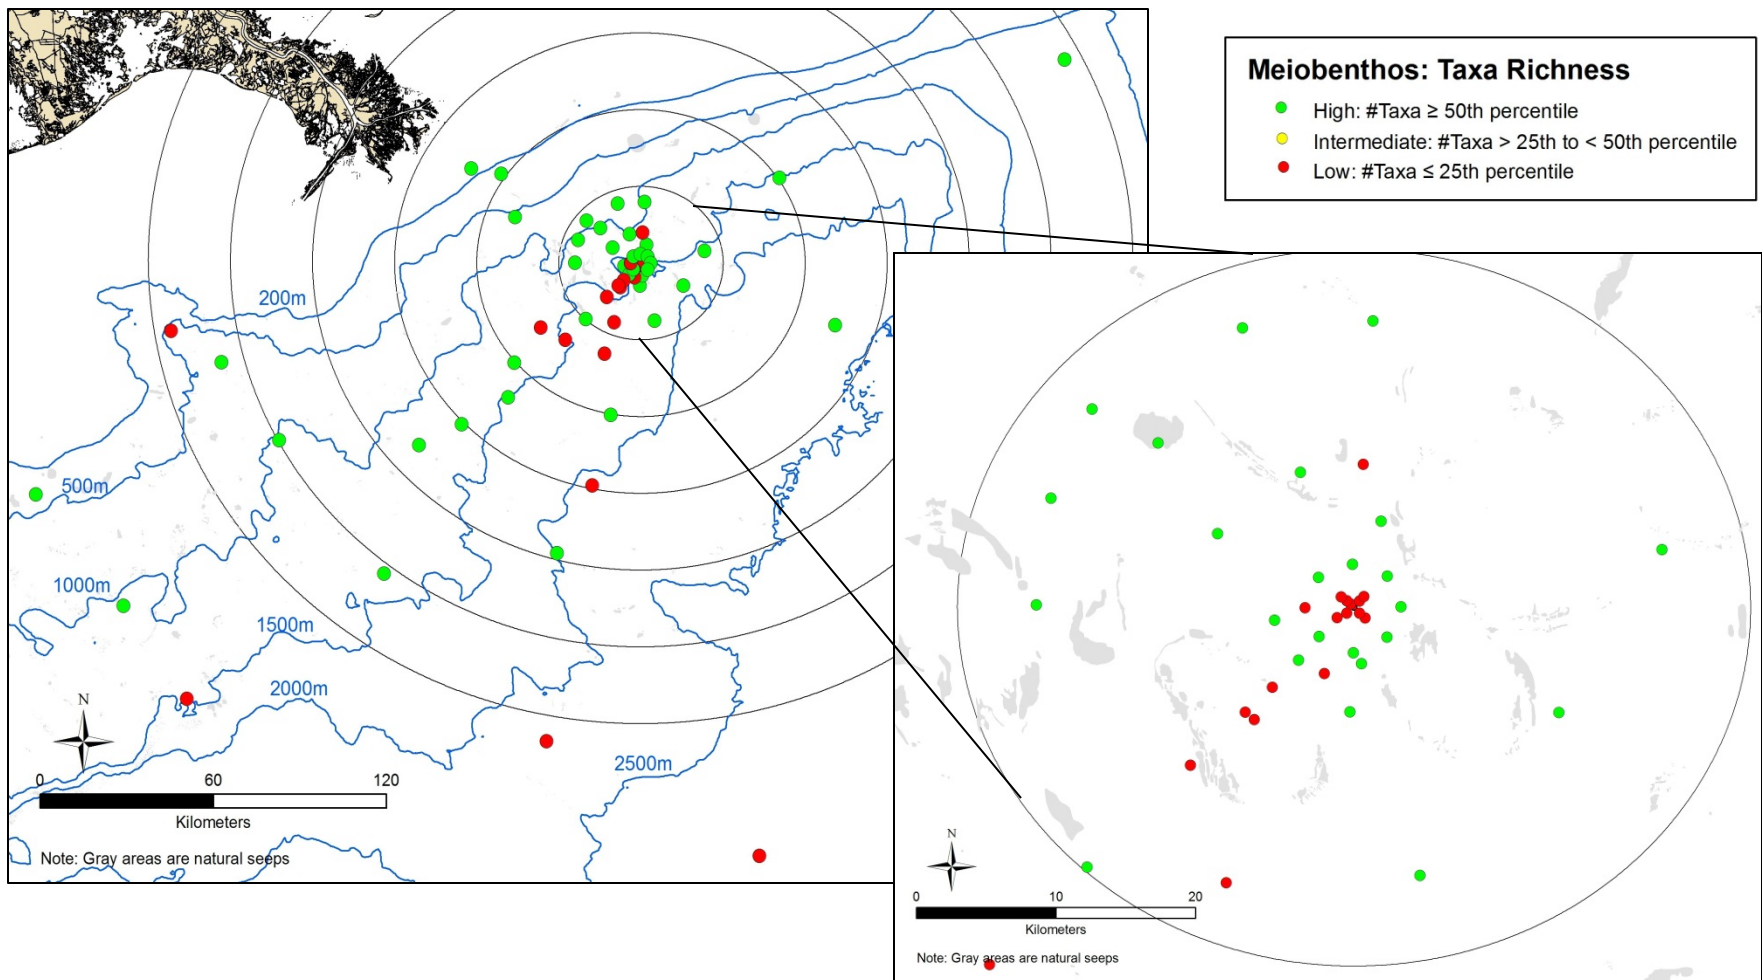 Meiobenthos: Taxa Richness
High: #Taxa ≥ 50th percentile
Intermediate: #Taxa > 25th to < 50th percentile
Low: #Taxa ≤ 25th percentile
200m
500m
1000m
1500m
2000m
2500m
N
0 60 120
Kilometers
Note: Gray areas are natural seeps
N
0 10 20
Kilometers
Note: Gray areas are natural seeps